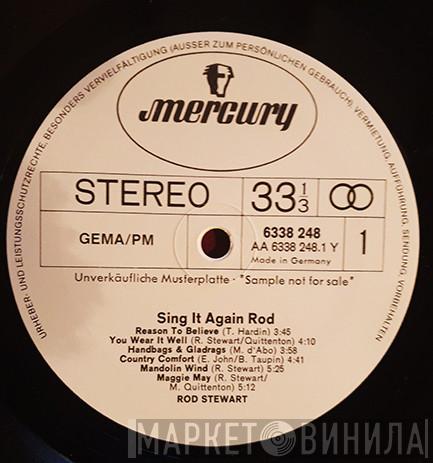 URHEBER- UND LEISTUNGSSCHUTZRECHTE, BESONDERS VERVIELFÄLTIGUNG (AUSSER ZUM PERSÖNLICHEN GEBRAUCH), VERMIETUNG, AUFFÜHRUNG, SENDUNG, VORBEHALTEN
mercury
STEREO
33 1/3
GEMA/PM
6338 248
AA 6338 248.1 Y
Made in Germany
1
Unverkäufliche Musterplatte - "Sample not for sale"
Sing It Again Rod
Reason To Believe (T. Hardin) 3:45
You Wear It Well (R. Stewart/Quittenton) 4:10
Handbags & Gladrags (M. d'Abo) 3:58
Country Comfort (E. John/B. Taupin) 4:41
Mandolin Wind (R. Stewart) 5:25
Maggie May (R. Stewart/
M. Quittenton) 5:12
ROD STEWART
МАРКЕТ ВИНИЛА